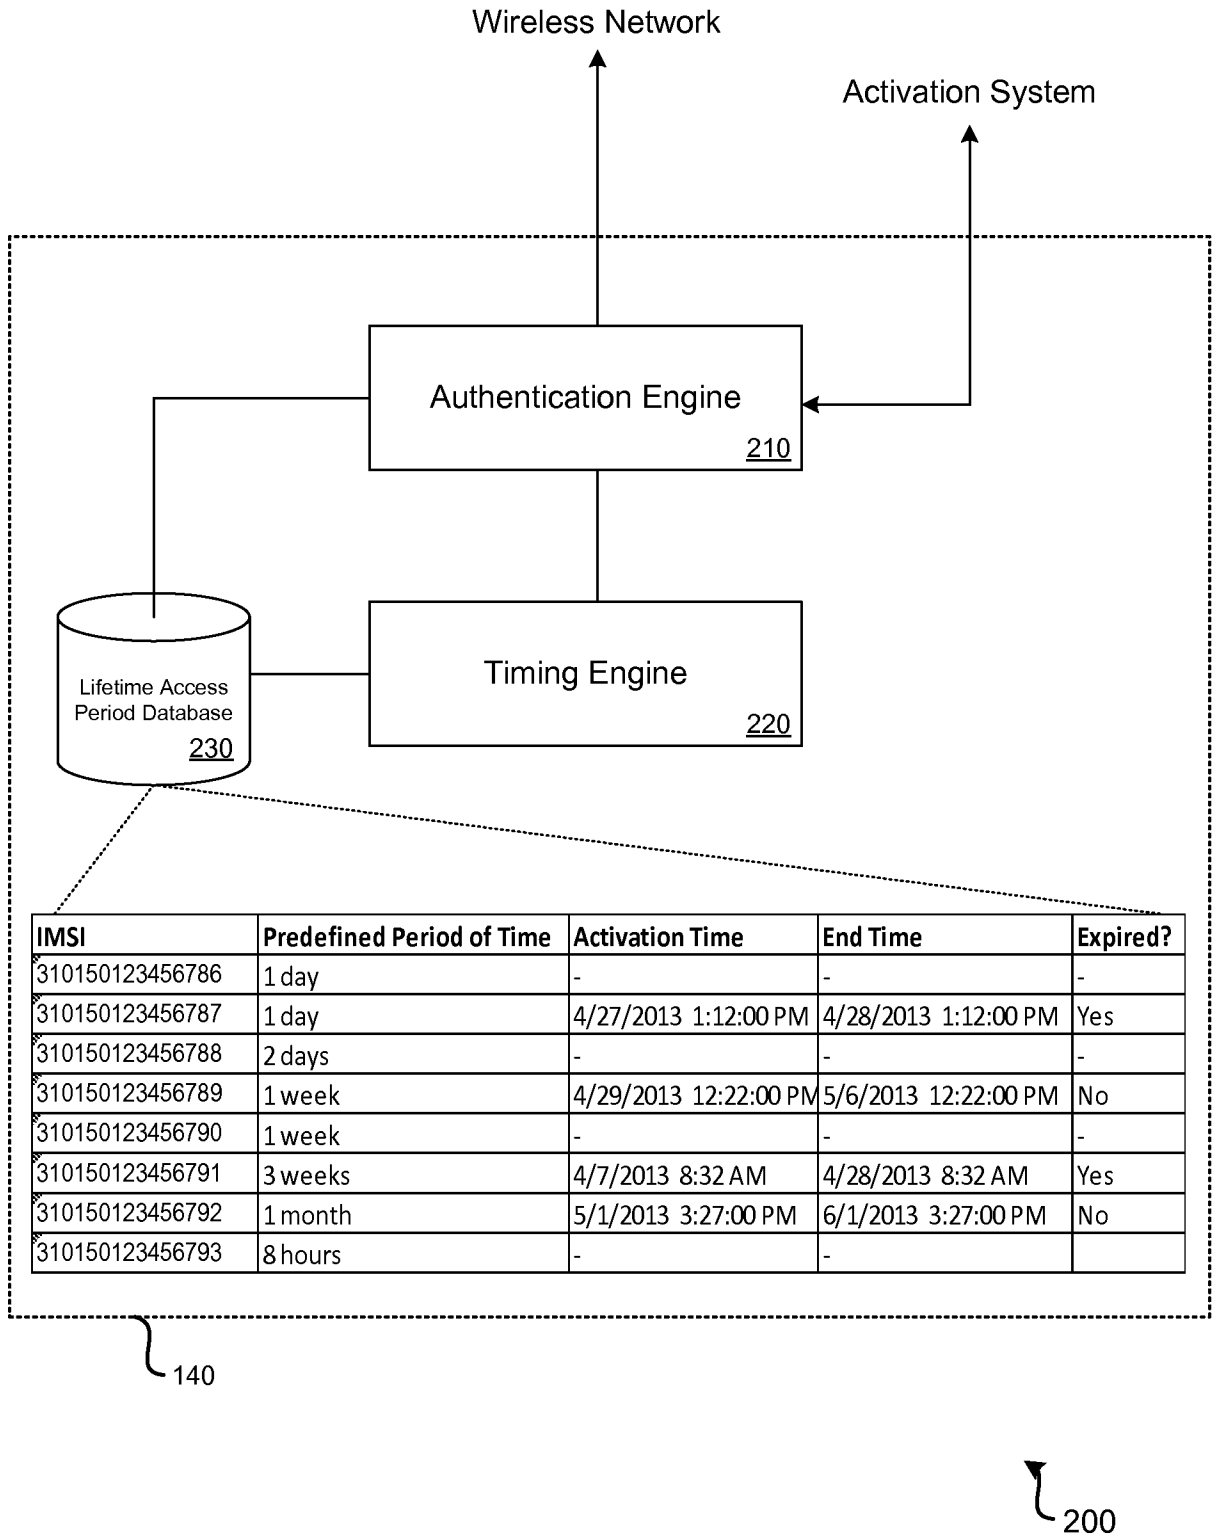 Wireless Network
Activation System
Authentication Engine
210
Lifetime Access
Period Database
230
Timing Engine
220
IMSI Predefined Period of Time Activation Time End Time Expired?
310150123456786 1 day - - -
310150123456787 1 day 4/27/2013 1:12:00 PM 4/28/2013 1:12:00 PM Yes
310150123456788 2 days - - -
310150123456789 1 week 4/29/2013 12:22:00 PM 5/6/2013 12:22:00 PM No
310150123456790 1 week - - -
310150123456791 3 weeks 4/7/2013 8:32 AM 4/28/2013 8:32 AM Yes
310150123456792 1 month 5/1/2013 3:27:00 PM 6/1/2013 3:27:00 PM No
310150123456793 8 hours - -
140
200